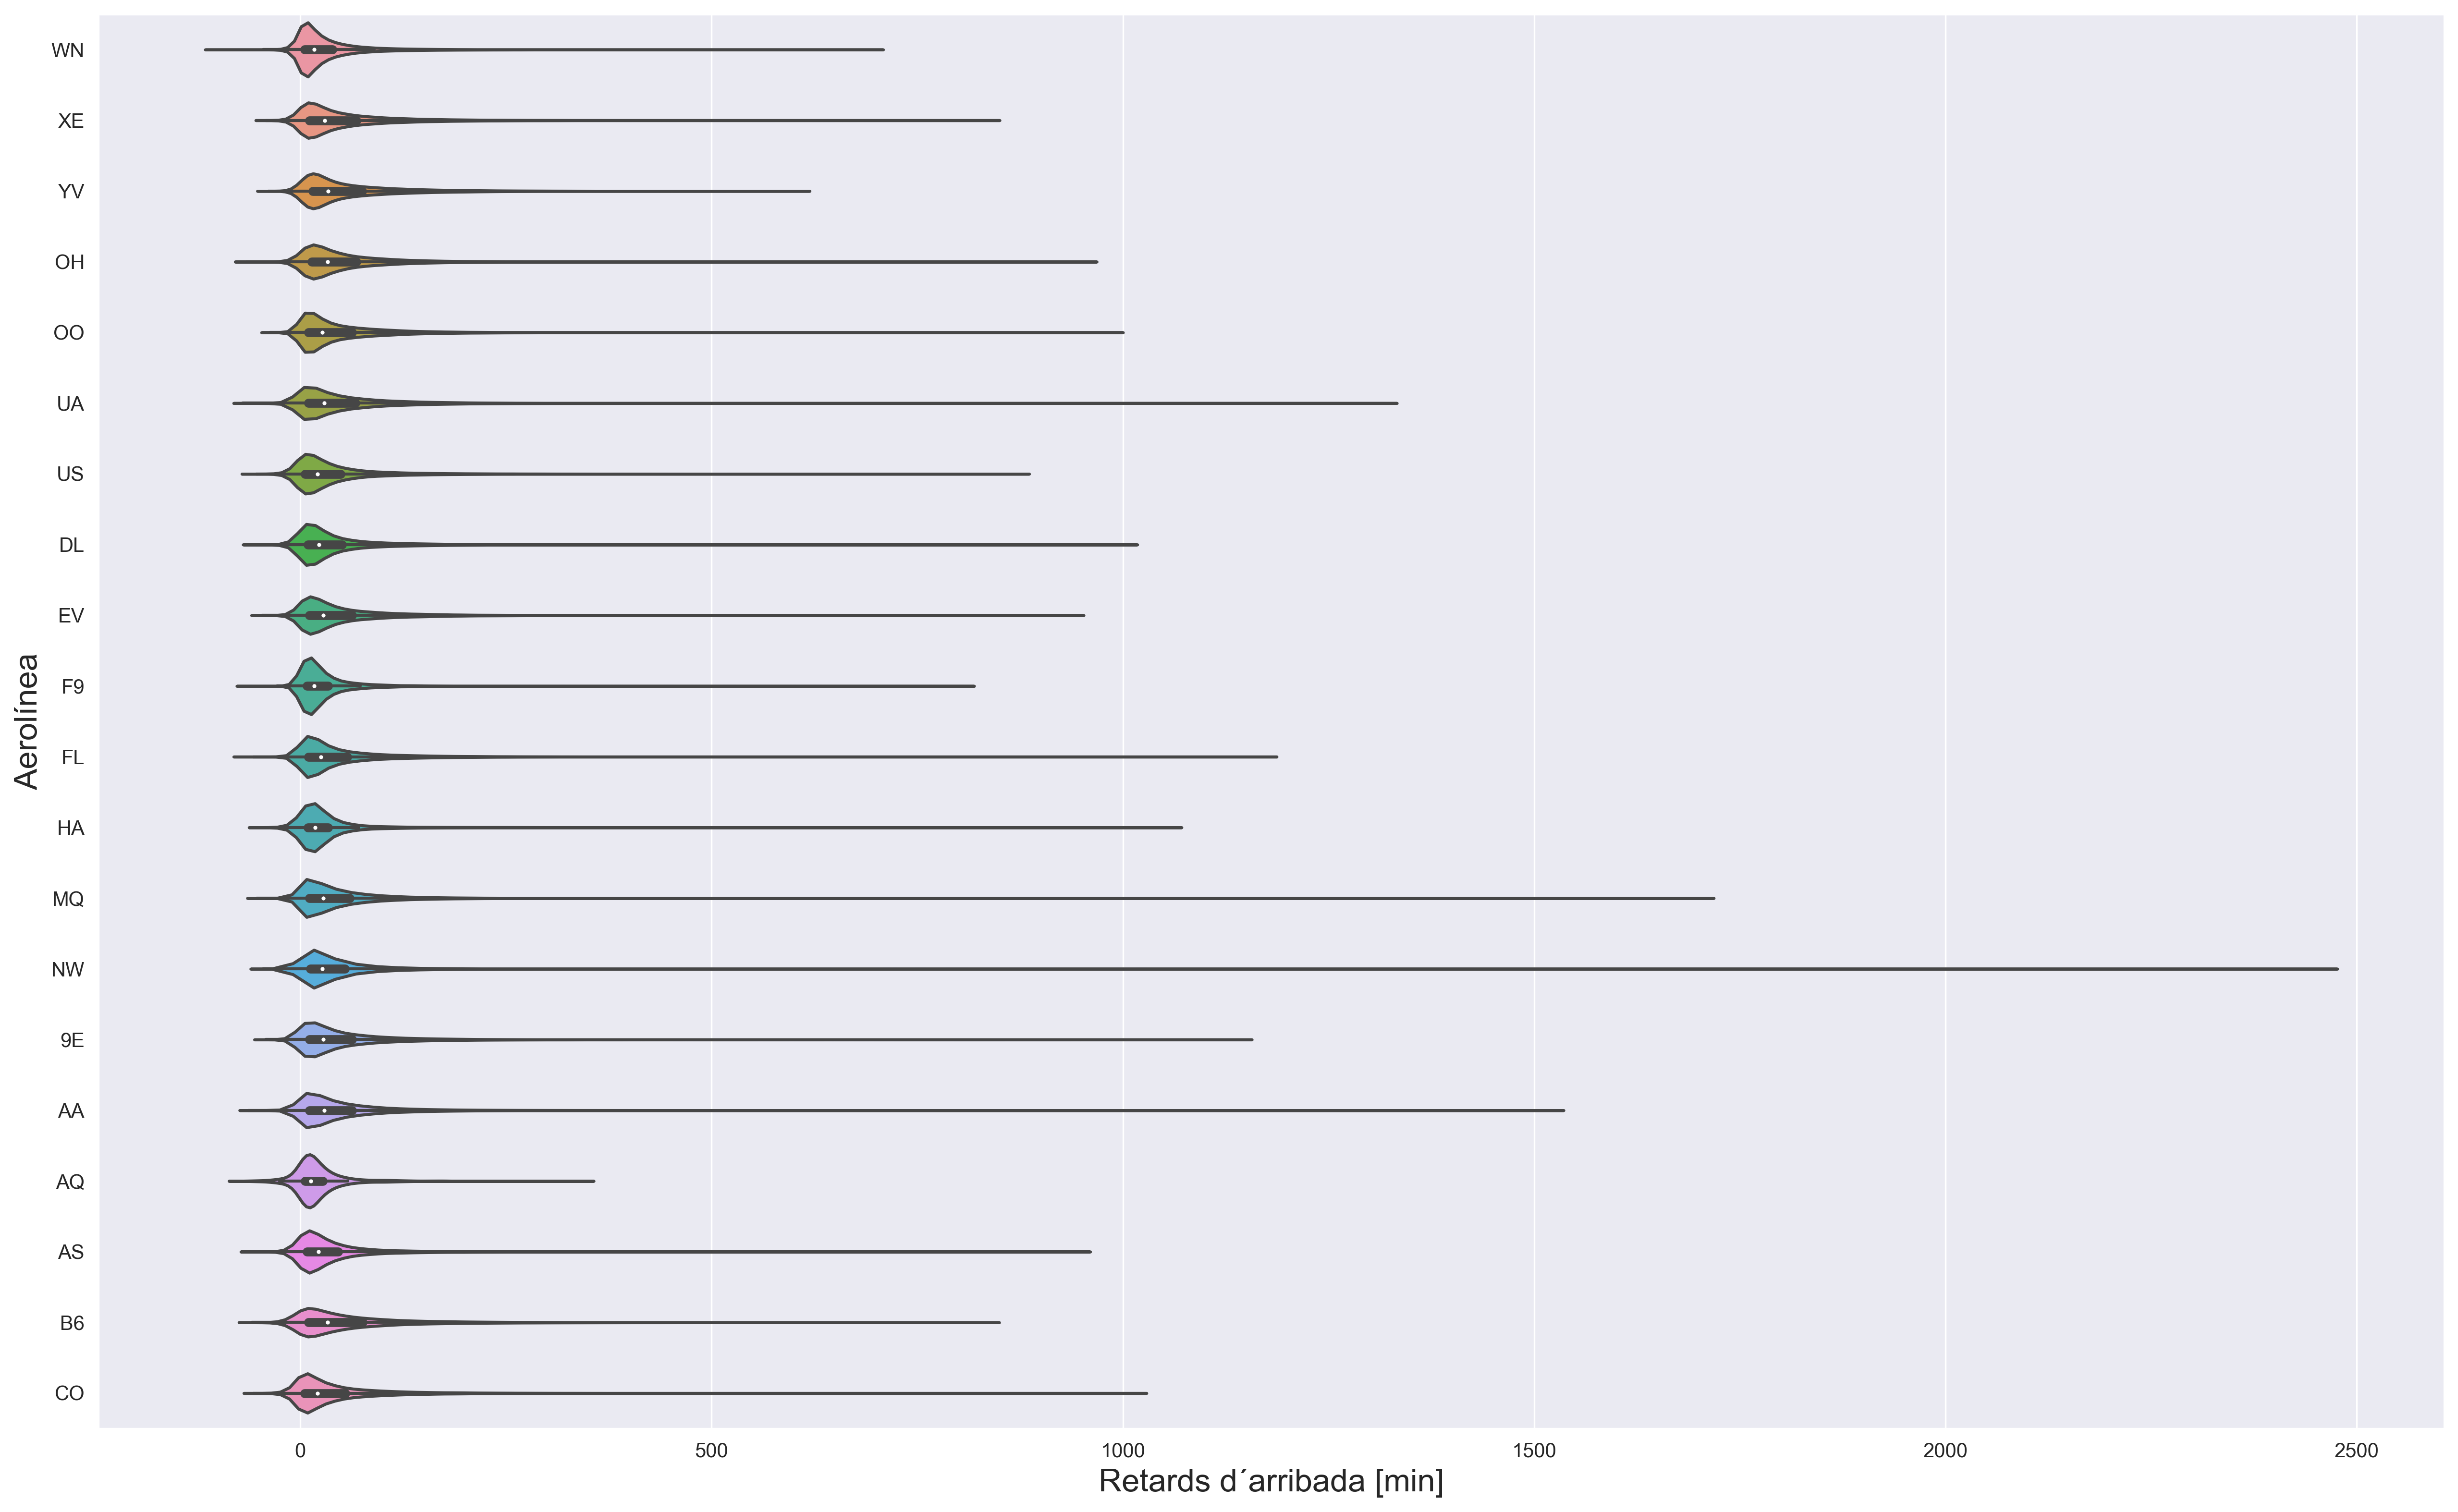 WN
XE
YV
OH
OO
UA
US
DL
EV
F9
FL
HA
MQ
NW
9E
AA
AQ
AS
B6
CO
Aerolínea
0 500 1000 1500 2000 2500
Retards d´arribada [min]